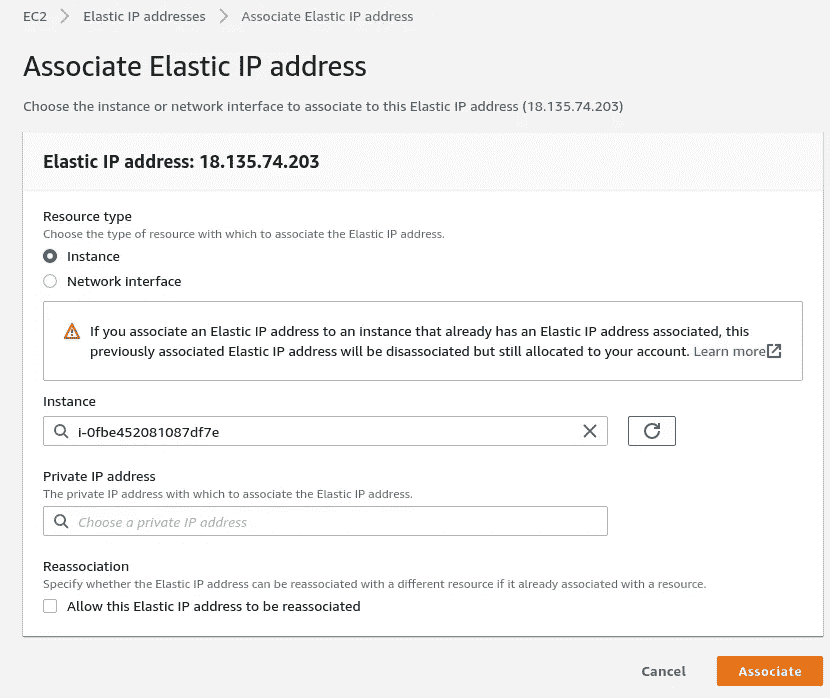 EC2 Elastic IP addresses Associate Elastic IP address
Associate Elastic IP address
Choose the instance or network interface to associate to this Elastic IP address (18.135.74.203)
Elastic IP address: 18.135.74.203
Resource type
Choose the type of resource with which to associate the Elastic IP address.
Instance
Network interface
If you associate an Elastic IP address to an instance that already has an Elastic IP address associated, this
previously associated Elastic IP address will be disassociated but still allocated to your account. Learn more
Instance
i-0fbe452081087df7e
Private IP address
The private IP address with which to associate the Elastic IP address.
Choose a private IP address
Reassociation
Specify whether the Elastic IP address can be reassociated with a different resource if it already associated with a resource.
Allow this Elastic IP address to be reassociated
Cancel Associate